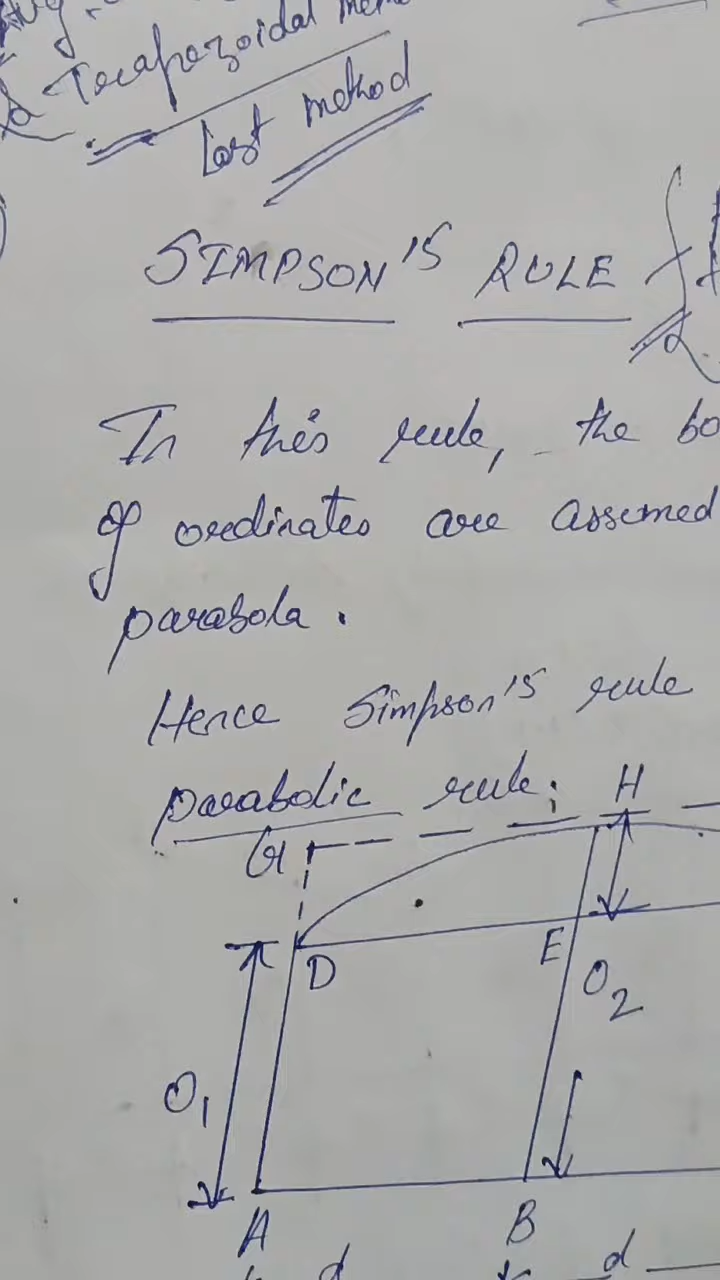 Trapezoidal
Last method
SIMPSON'S RULE
In this rule, the bo
of ordinates are assumed
parabola.
Hence Simpson's rule
parabolic rule.
H
G
D
E
O2
O1
A
B
d
d